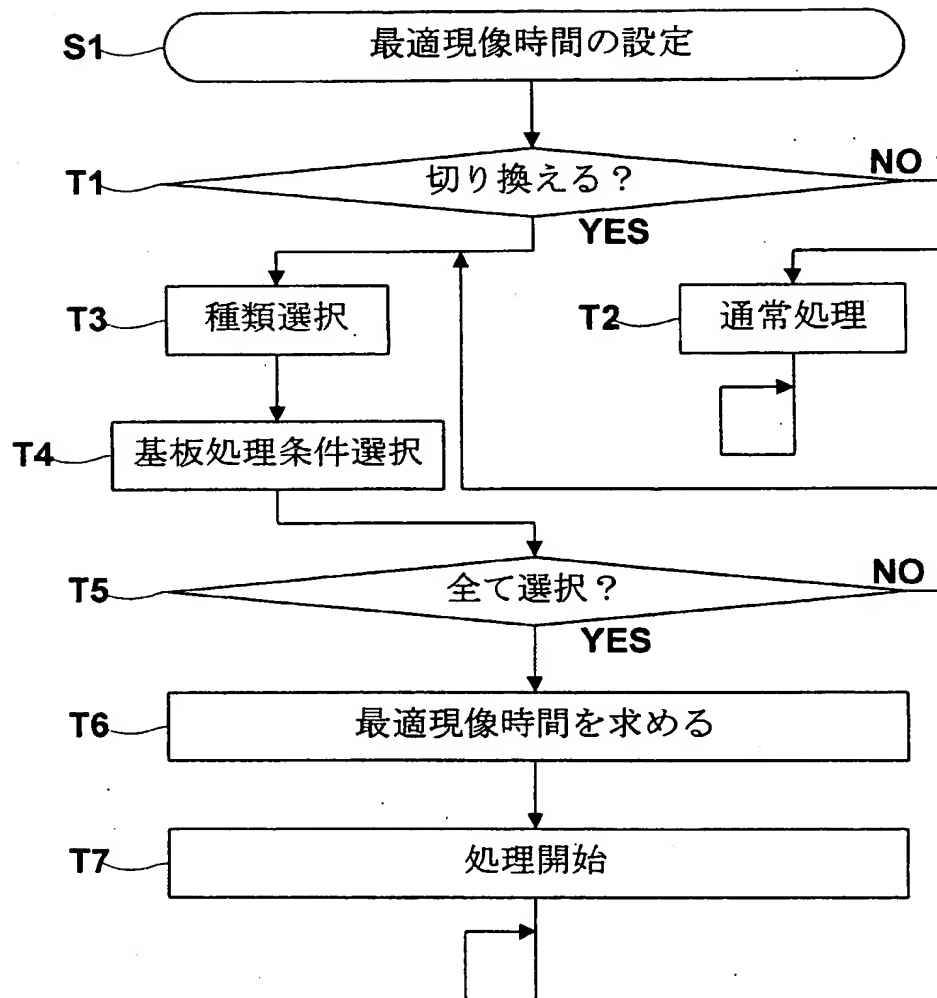 S1 最適現像時間の設定
T1 切り換える？ NO
YES
T3 種類選択 T2 通常処理
T4 基板処理条件選択
T5 全て選択？ NO
YES
T6 最適現像時間を求める
T7 処理開始